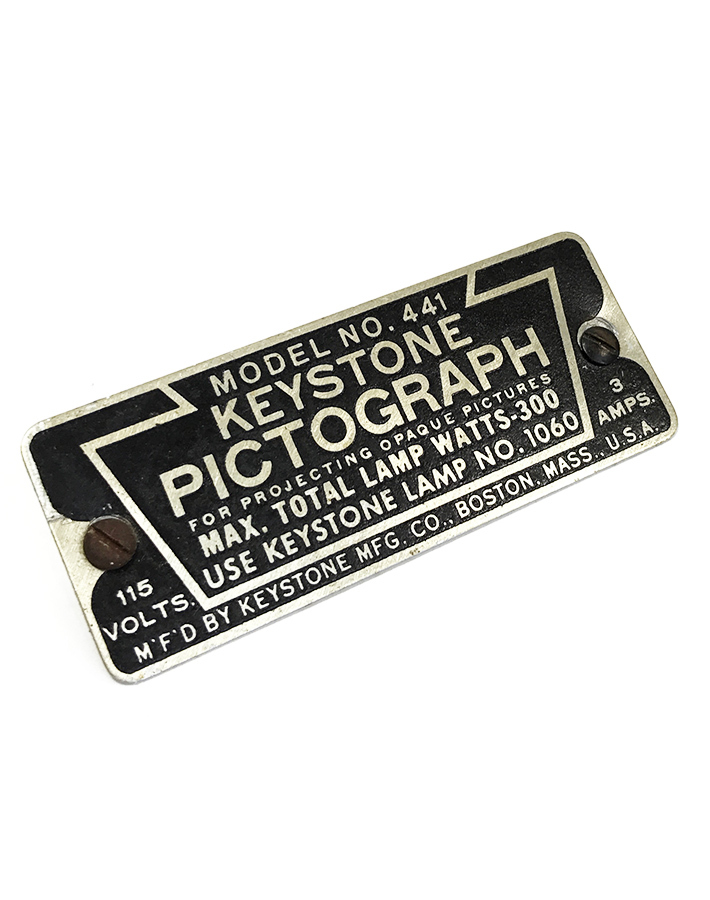 MODEL NO. 441
KEYSTONE
PICTOGRAPH
FOR PROJECTING OPAQUE PICTURES
MAX. TOTAL LAMP WATTS-300
USE KEYSTONE LAMP NO. 1060
115
VOLTS.
3
AMPS.
M'F'D BY KEYSTONE MFG. CO., BOSTON, MASS., U.S.A.